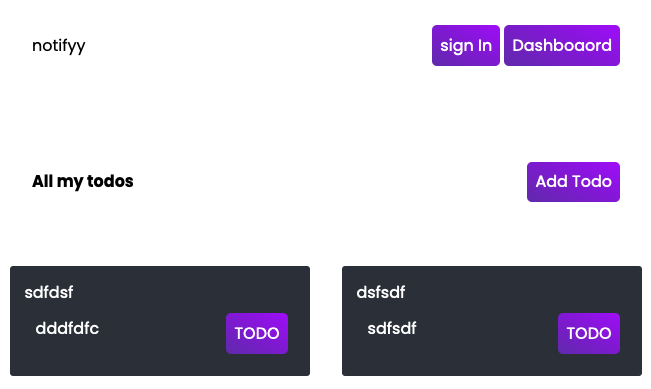 notifyy
sign In
Dashboaord
All my todos
Add Todo
sdfdsf
dddfdfc
TODO
dsfsdf
sdfsdf
TODO